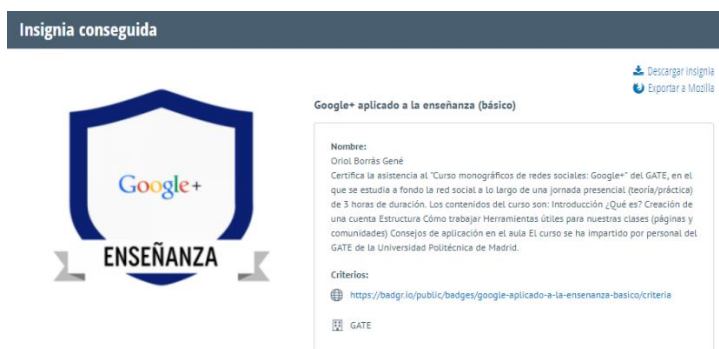 Insignia conseguida
Descargar insignia
Exportar a Mozilla
Google+ aplicado a la enseñanza (básico)
Google+
ENSEÑANZA
Nombre:
Oriol Borrás Gené
Certifica la asistencia al "Curso monográficos de redes sociales: Google+" del GATE, en el
que se estudia a fondo la red social a lo largo de una jornada presencial (teoría/práctica)
de 3 horas de duración. Los contenidos del curso son: Introducción ¿Qué es? Creación de
una cuenta Estructura Cómo trabajar Herramientas útiles para nuestras clases (páginas y
comunidades) Consejos de aplicación en el aula El curso se ha impartido por personal del
GATE de la Universidad Politécnica de Madrid.
Criterios:
https://badgr.io/public/badges/google-aplicado-a-la-ensenanza-basico/criteria
GATE